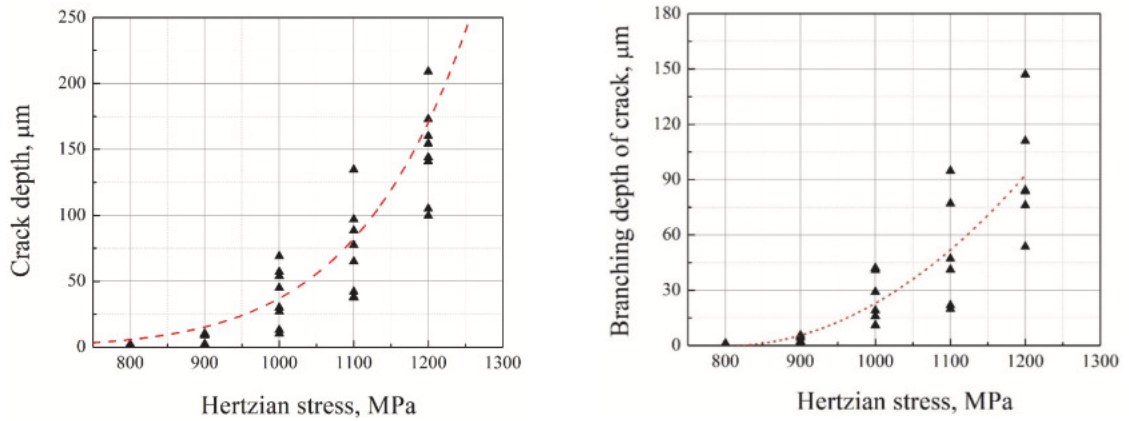 250
200
150
100
50
0
Crack depth, μm
800 900 1000 1100 1200 1300
Hertzian stress, MPa
180
150
120
90
60
30
0
Branching depth of crack, μm
800 900 1000 1100 1200 1300
Hertzian stress, MPa